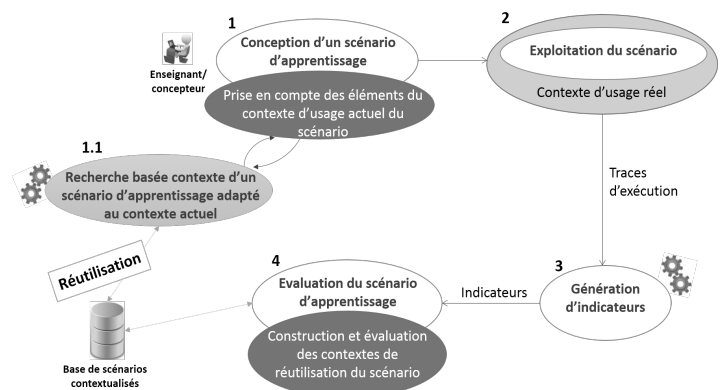 1
Conception d'un scénario
d'apprentissage
Enseignant/
concepteur
Prise en compte des éléments du
contexte d'usage actuel du
scénario
2
Exploitation du scénario
Contexte d'usage réel
1.1
Recherche basée contexte d'un
scénario d'apprentissage adapté
au contexte actuel
Traces
d'exécution
Réutilisation
4
Evaluation du scénario
d'apprentissage
Indicateurs
3
Génération
d'indicateurs
Construction et évaluation
des contextes de
réutilisation du scénario
Base de scénarios
contextualisés